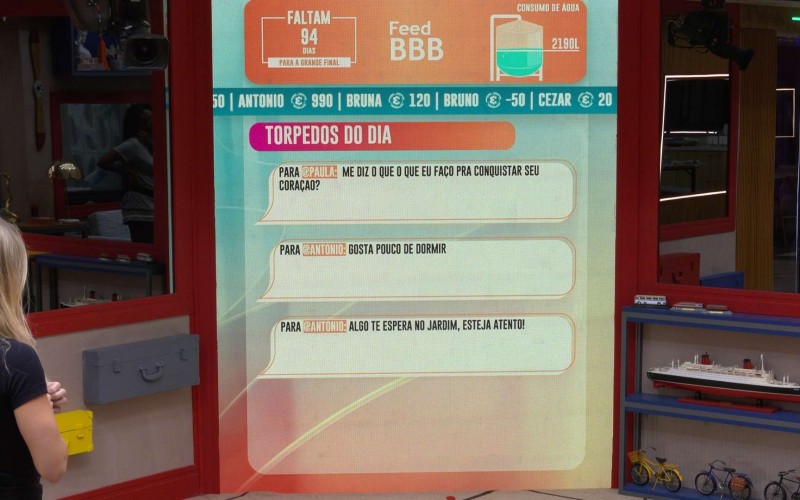 FALTAM
94
DIAS
PARA A GRANDE FINAL
Feed
BBB
CONSUMO DE ÁGUA
2190L
50 | ANTONIO 990 | BRUNA 120 | BRUNO -50 | CEZAR 20
TORPEDOS DO DIA
PARA @PAULA: ME DIZ O QUE O QUE EU FAÇO PRA CONQUISTAR SEU
CORAÇAO?
PARA @ANTONIO: GOSTA POUCO DE DORMIR
PARA @ANTONIO: ALGO TE ESPERA NO JARDIM, ESTEJA ATENTO!